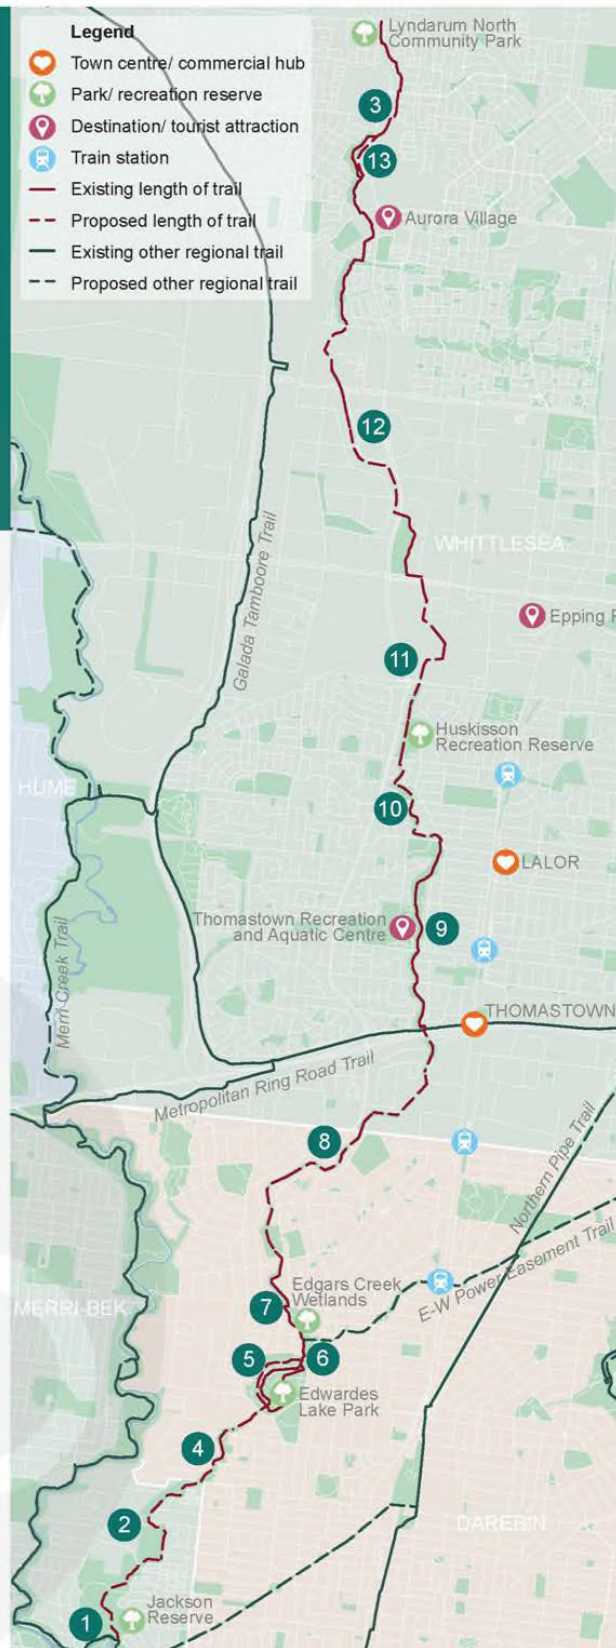 Legend
Town centre/ commercial hub
Park/ recreation reserve
Destination/ tourist attraction
Train station
Existing length of trail
Proposed length of trail
Existing other regional trail
Proposed other regional trail
Lyndarum North
Community Park
3
13
Aurora Village
12
WHITTLESEA
Galada Tamboore Trail
Epping
11
Huskisson
Recreation Reserve
HUME
10
LALOR
Merri Creek Trail
Thomastown Recreation
and Aquatic Centre
9
THOMASTOWN
Metropolitan Ring Road Trail
8
Northern Pipe Trail
E-W Power Easement Trail
MERRI-BEK
7
Edgars Creek
Wetlands
5
6
Edwardes
Lake Park
4
2
DAREBIN
1
Jackson
Reserve